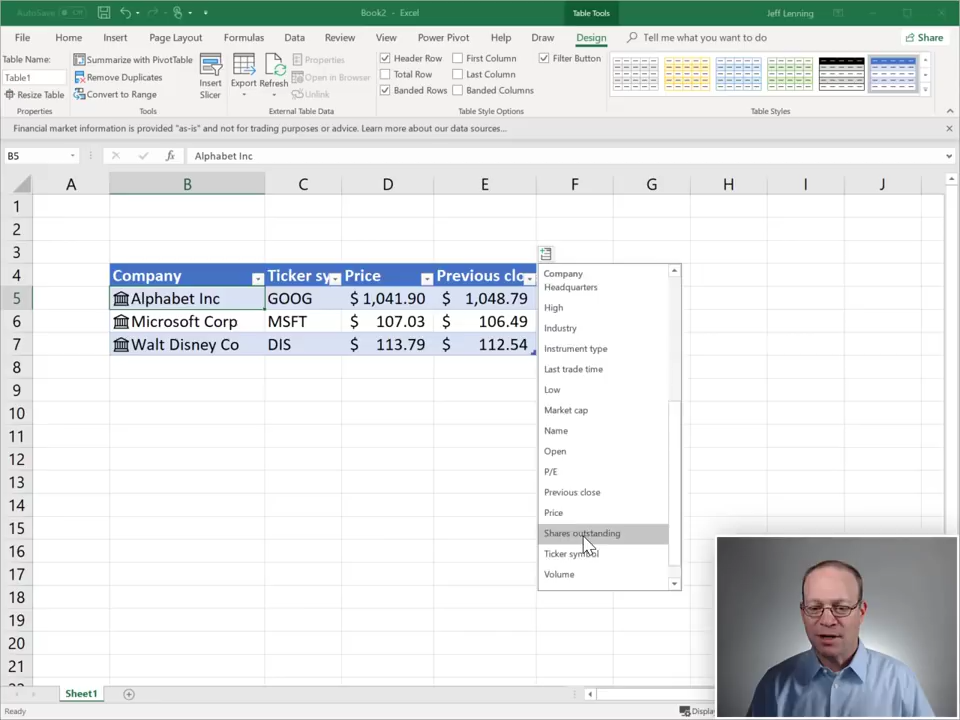 AutoSave Off
Book2 - Excel
Table Tools
Jeff Lenning
File Home Insert Page Layout Formulas Data Review View Power Pivot Help Draw Design Tell me what you want to do Share
Table Name:
Table1
Resize Table
Properties
Summarize with PivotTable
Remove Duplicates
Convert to Range
Tools
Insert
Slicer
Export
Refresh
Properties
Open in Browser
Unlink
External Table Data
Header Row First Column Filter Button
Total Row Last Column
Banded Rows Banded Columns
Table Style Options
Table Styles
Financial market information is provided "as-is" and not for trading purposes or advice. Learn more about our data sources...
B5 fx Alphabet Inc
A B C D E F G H I J
1
2
3
4 Company Ticker sy Price Previous clo
5 Alphabet Inc GOOG $ 1,041.90 $ 1,048.79
6 Microsoft Corp MSFT $ 107.03 $ 106.49
7 Walt Disney Co DIS $ 113.79 $ 112.54
8
9
10
11
12
13
14
15
16
17
18
19
20
21
Company
Headquarters
High
Industry
Instrument type
Last trade time
Low
Market cap
Name
Open
P/E
Previous close
Price
Shares outstanding
Ticker symbol
Volume
Sheet1
Ready